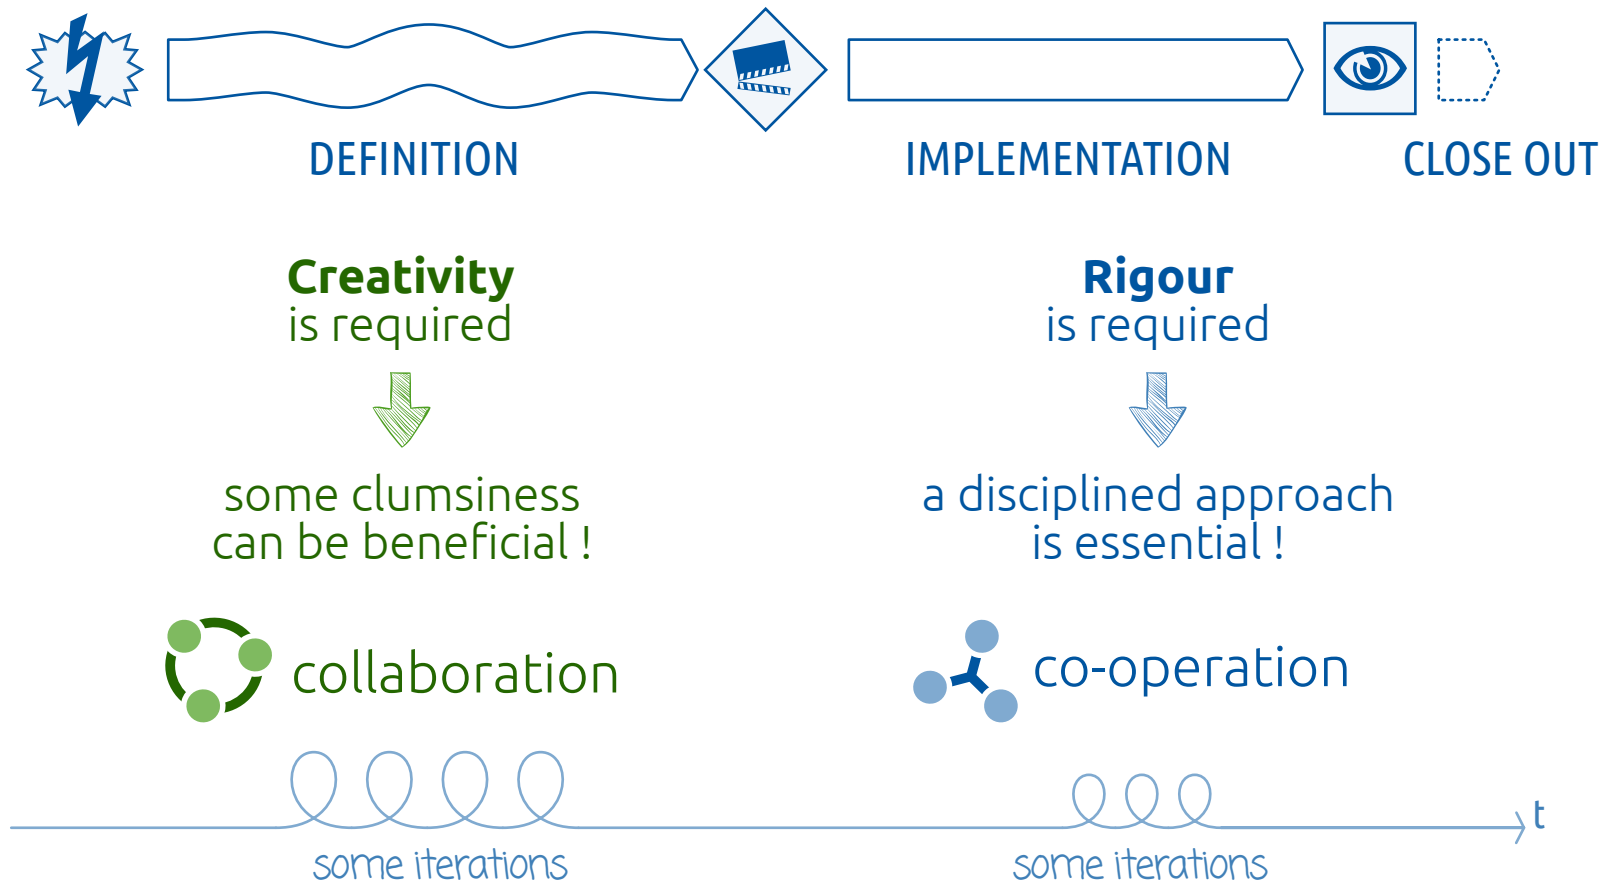 DEFINITION
IMPLEMENTATION
CLOSE OUT
Creativity
is required
some clumsiness
can be beneficial !
collaboration
Rigour
is required
a disciplined approach
is essential !
co-operation
t
some iterations
some iterations